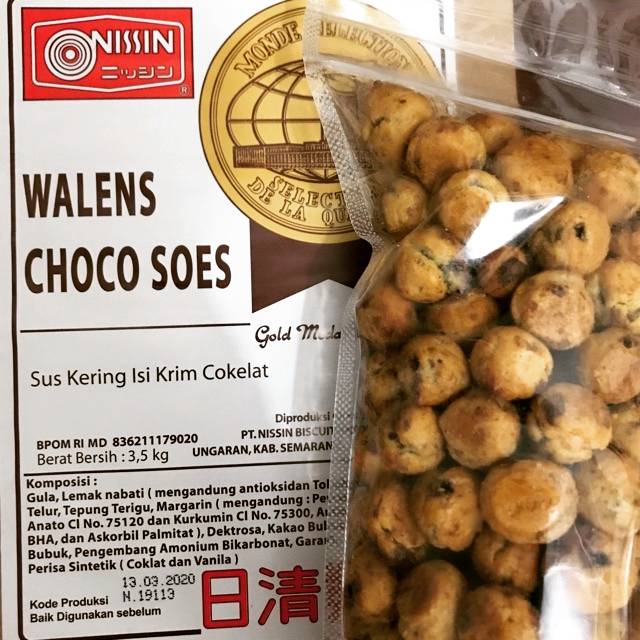 NISSIN
ニッシン
®
MONDE SELECTION
SELECTION
DE LA QU
WALENS
CHOCO SOES
Gold Meda
Sus Kering Isi Krim Cokelat
Diproduksi
BPOM RI MD 836211179020
PT. NISSIN BISCUIT
Berat Bersih : 3,5 kg
UNGARAN, KAB. SEMARAN
Komposisi :
Gula, Lemak nabati ( mengandung antioksidan To
Telur, Tepung Terigu, Margarin ( mengandung : Pe
Anato CI No. 75120 dan Kurkumin CI No. 75300, An
BHA, dan Askorbil Palmitat ), Dektrosa, Kakao Bu
Bubuk, Pengembang Amonium Bikarbonat, Garam
Perisa Sintetik ( Coklat dan Vanila )
13.03.2020
Kode Produksi N.19113
Baik Digunakan sebelum
日清